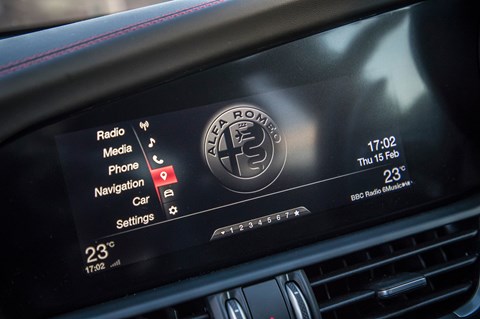 Radio
Media
Phone
Navigation
Car
Settings
ALFA ROMEO
17:02
Thu 15 Feb
23°C
BBC Radio 6Music
1 2 3 4 5 6 7
23°C
17:02